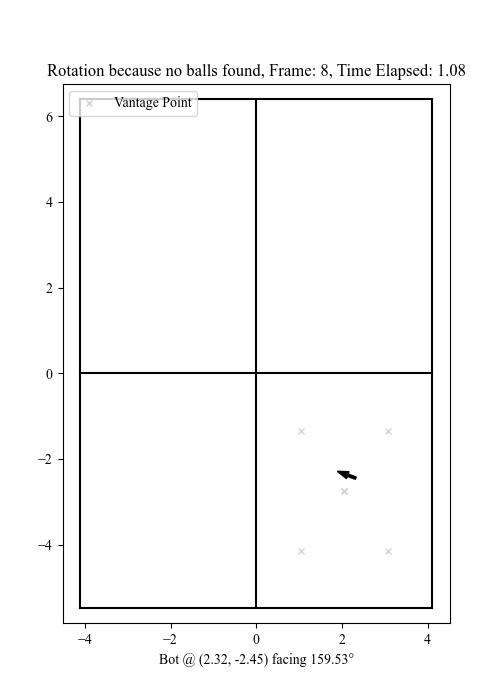 Rotation because no balls found, Frame: 8, Time Elapsed: 1.08
Vantage Point
6
4
2
0
−2
−4
−4 −2 0 2 4
Bot @ (2.32, -2.45) facing 159.53°